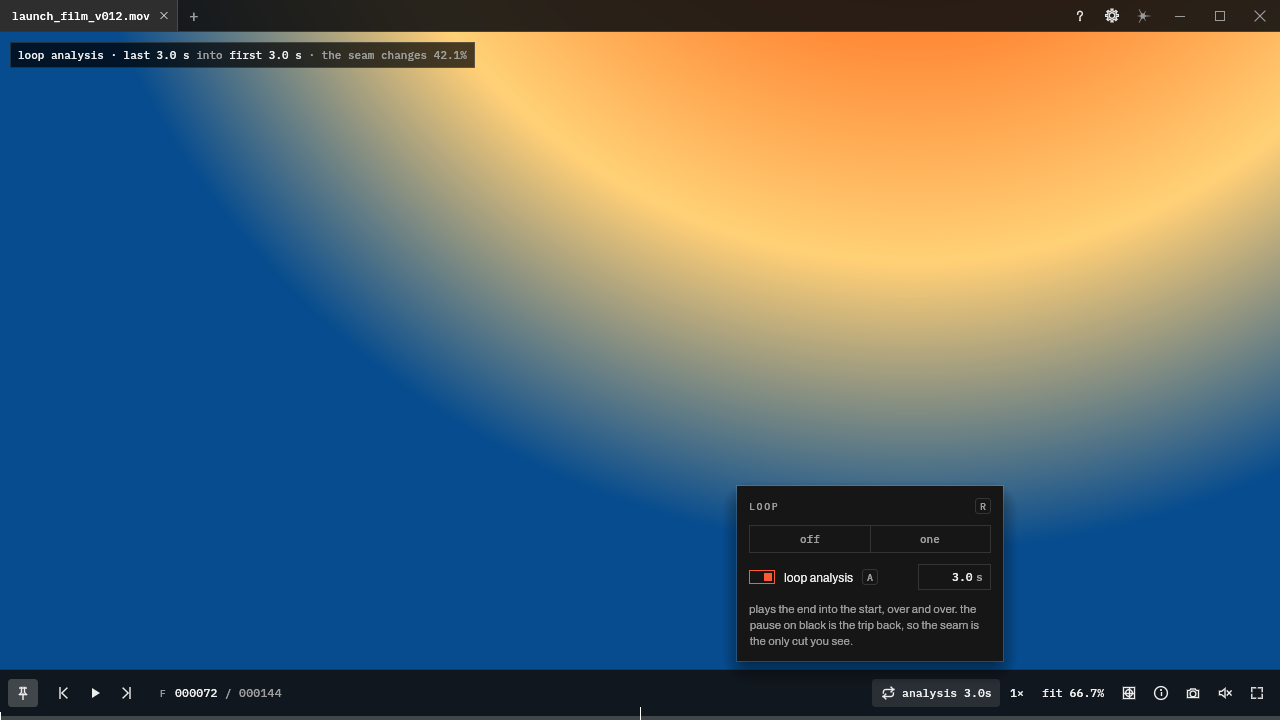 launch_film_v012.mov
loop analysis · last 3.0 s into first 3.0 s · the seam changes 42.1%
LOOP R
off one
loop analysis A 3.0 s
plays the end into the start, over and over. the
pause on black is the trip back, so the seam is
the only cut you see.
F 000072 / 000144 analysis 3.0s 1× fit 66.7%